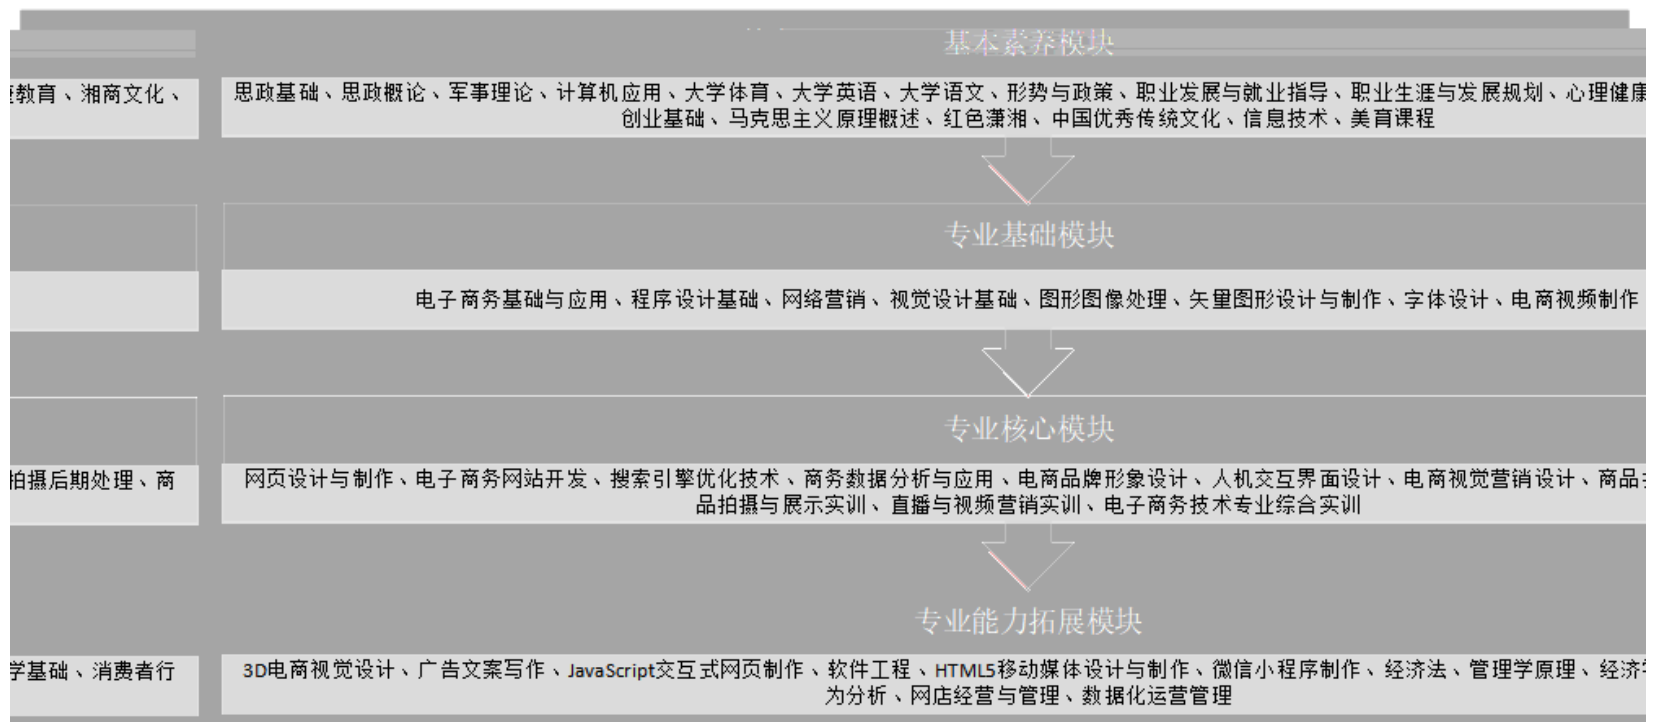 基本素养模块
教育、湘商文化、
思政基础、思政概论、军事理论、计算机应用、大学体育、大学英语、大学语文、形势与政策、职业发展与就业指导、职业生涯与发展规划、心理健康
创业基础、马克思主义原理概述、红色潇湘、中国优秀传统文化、信息技术、美育课程
专业基础模块
电子商务基础与应用、程序设计基础、网络营销、视觉设计基础、图形图像处理、矢量图形设计与制作、字体设计、电商视频制作
专业核心模块
拍摄后期处理、商
网页设计与制作、电子商务网站开发、搜索引擎优化技术、商务数据分析与应用、电商品牌形象设计、人机交互界面设计、电商视觉营销设计、商品
品拍摄与展示实训、直播与视频营销实训、电子商务技术专业综合实训
专业能力拓展模块
学基础、消费者行
3D电商视觉设计、广告文案写作、JavaScript交互式网页制作、软件工程、HTML5移动媒体设计与制作、微信小程序制作、经济法、管理学原理、经济
为分析、网店经营与管理、数据化运营管理